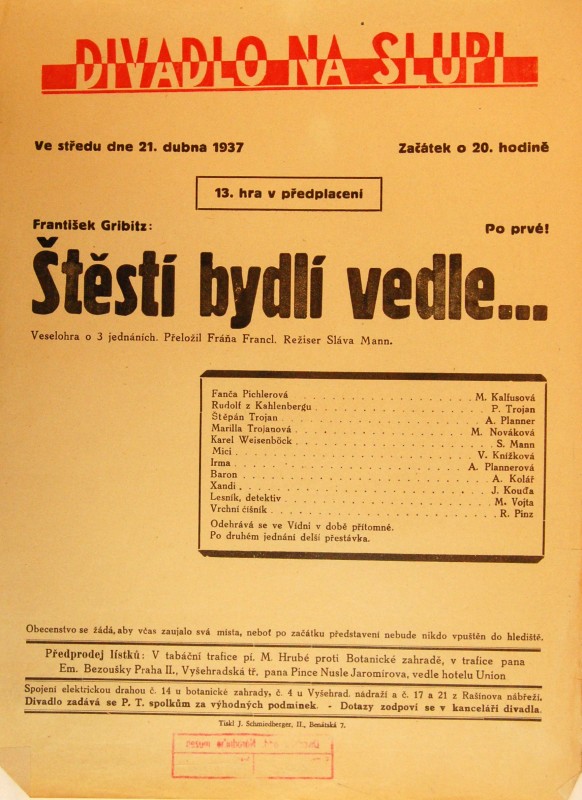 DIVADLO NA SLUPI
Ve středu dne 21. dubna 1937 Začátek o 20. hodině
13. hra v předplacení
František Gribitz: Po prvé!
Štěstí bydlí vedle...
Veselohra o 3 jednáních. Přeložil Fráňa Francl. Režiser Sláva Mann.
Fanča Pichlerová M. Kalfusová
Rudolf z Kahlenbergu P. Trojan
Štěpán Trojan A. Planner
Marilla Trojanová M. Nováková
Karel Weisenböck S. Mann
Mici V. Knížková
Irma A. Plannerová
Baron A. Kolář
Xandi J. Kouďa
Lesník, detektiv M. Vojta
Vrchní číšník R. Pinz
Odehrává se ve Vídni v době přítomné.
Po druhém jednání delší přestávka.
Obecenstvo se žádá, aby včas zaujalo svá místa, neboť po začátku představení nebude nikdo vpuštěn do hlediště.
Předprodej lístků: V tabáční trafice pí. M. Hrubé proti Botanické zahradě, v trafice pana
Em. Bezoušky Praha II., Vyšehradská tř., pana Pince Nusle Jaromírova, vedle hotelu Union
Spojení elektrickou drahou č. 14 u botanické zahrady, č. 4 u Vyšehrad. nádraží a č. 17 a 21 z Rašínova nábřeží.
Divadlo zadává se P. T. spolkům za výhodných podmínek. - Dotazy zodpoví se v kanceláři divadla.
Tiskl J. Schmiedberger, II., Benátská 7.